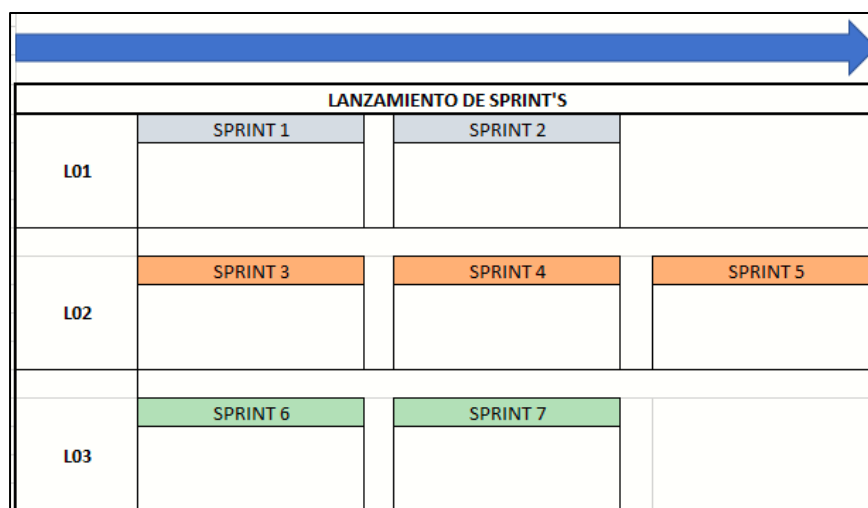 LANZAMIENTO DE SPRINT'S
SPRINT 1
SPRINT 2
L01
SPRINT 3
SPRINT 4
SPRINT 5
L02
SPRINT 6
SPRINT 7
L03